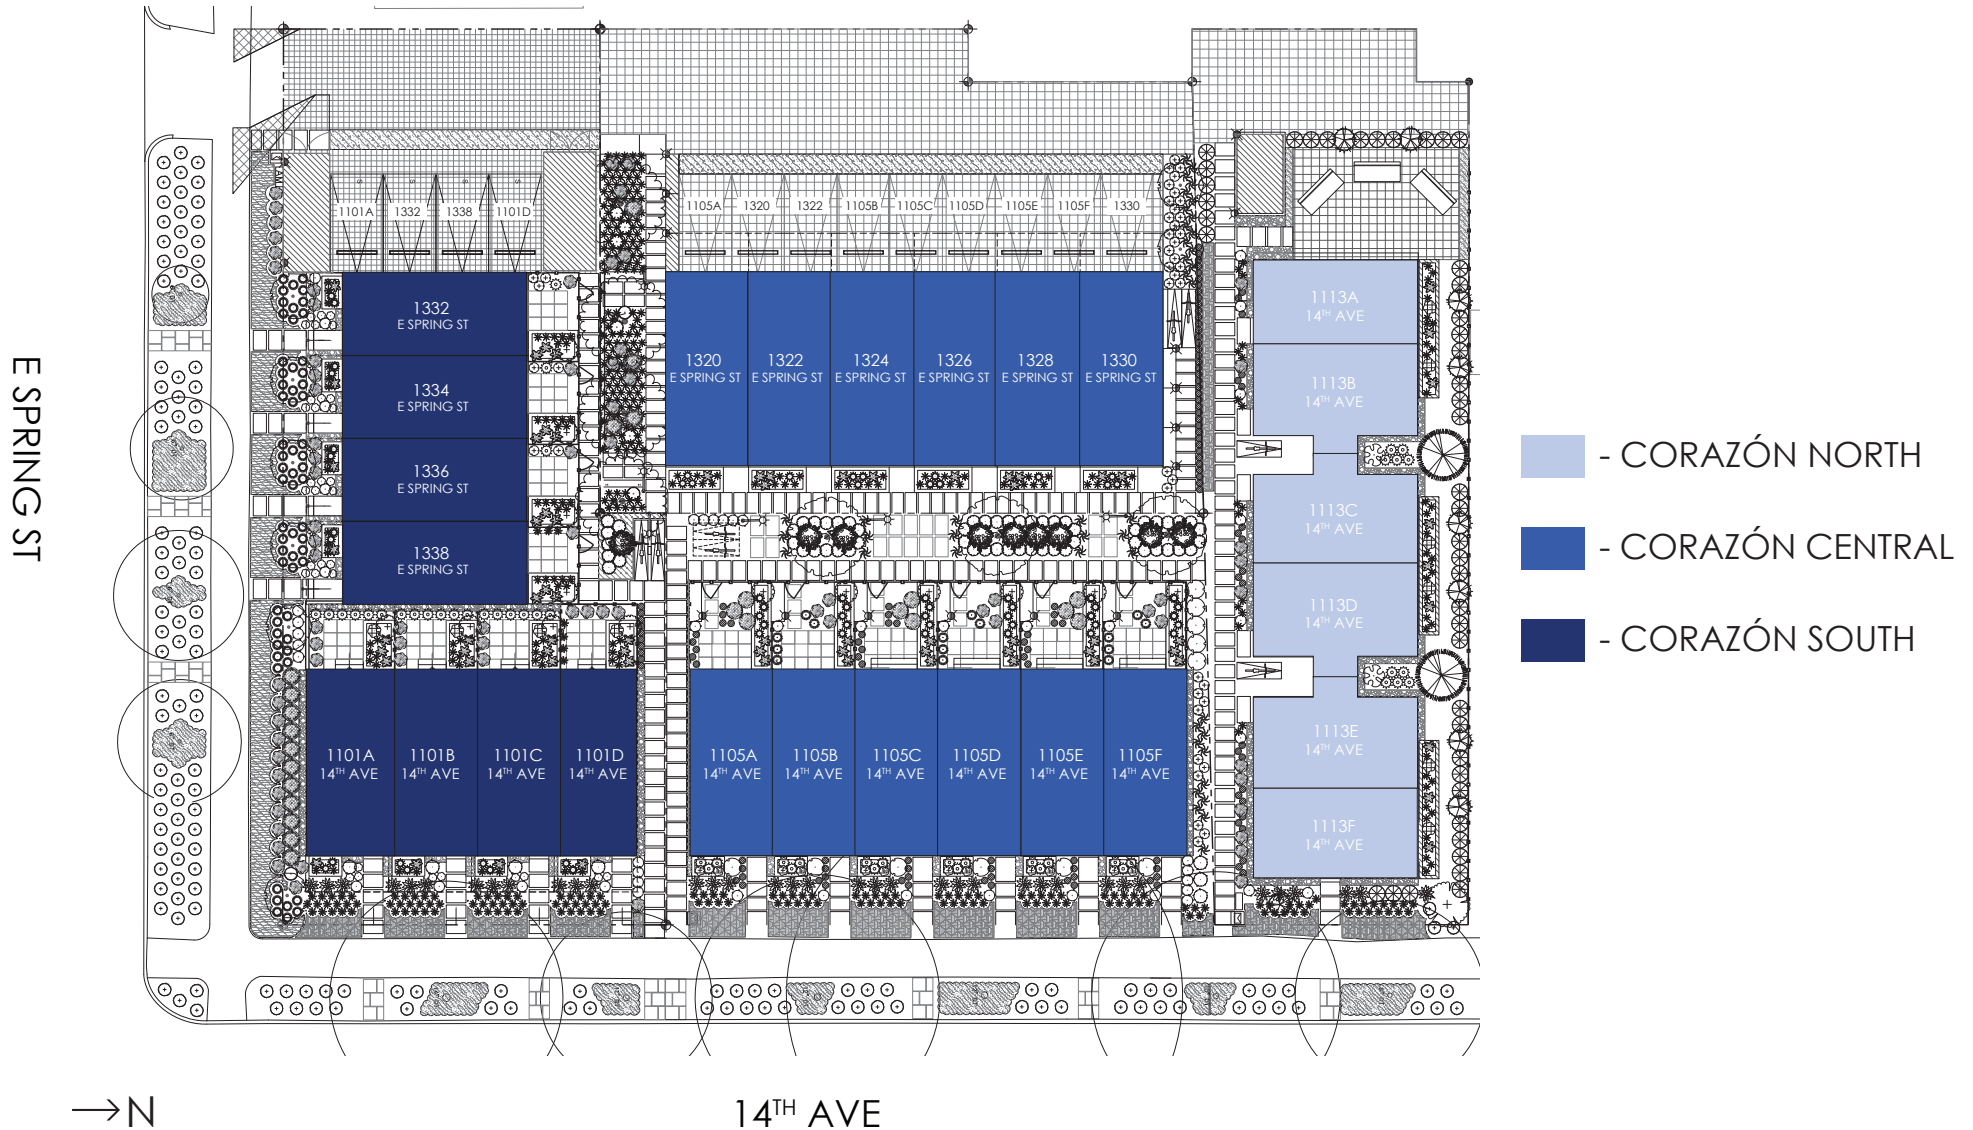 1101A
1332
1338
1101D
1105A
1320
1322
1105B
1105C
1105D
1105E
1105F
1330
1332
E SPRING ST
1334
E SPRING ST
1336
E SPRING ST
1338
E SPRING ST
1320
E SPRING ST
1322
E SPRING ST
1324
E SPRING ST
1326
E SPRING ST
1328
E SPRING ST
1330
E SPRING ST
1113A
14TH AVE
1113B
14TH AVE
1113C
14TH AVE
1113D
14TH AVE
1113E
14TH AVE
1113F
14TH AVE
1101A
14TH AVE
1101B
14TH AVE
1101C
14TH AVE
1101D
14TH AVE
1105A
14TH AVE
1105B
14TH AVE
1105C
14TH AVE
1105D
14TH AVE
1105E
14TH AVE
1105F
14TH AVE
E SPRING ST
- CORAZÓN NORTH
- CORAZÓN CENTRAL
- CORAZÓN SOUTH
N
14TH AVE